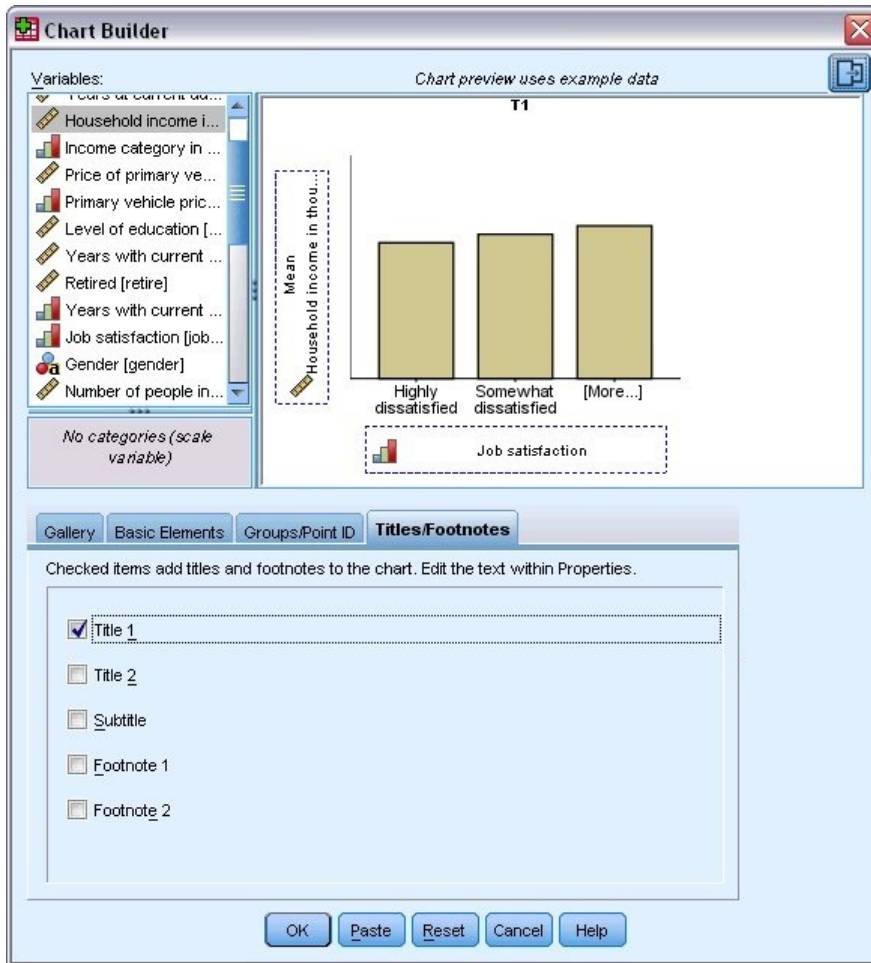 Chart Builder
Variables:
Chart preview uses example data
Household income i...
Income category in ...
Price of primary ve...
Primary vehicle pric...
Level of education [...
Years with current ...
Retired [retire]
Years with current ...
Job satisfaction [job...
Gender [gender]
Number of people in...
No categories (scale
variable)
T1
Mean
Household income in thou...
Highly
dissatisfied
Somewhat
dissatisfied
[More...]
Job satisfaction
Gallery
Basic Elements
Groups/Point ID
Titles/Footnotes
Checked items add titles and footnotes to the chart. Edit the text within Properties.
Title 1
Title 2
Subtitle
Footnote 1
Footnote 2
OK
Paste
Reset
Cancel
Help